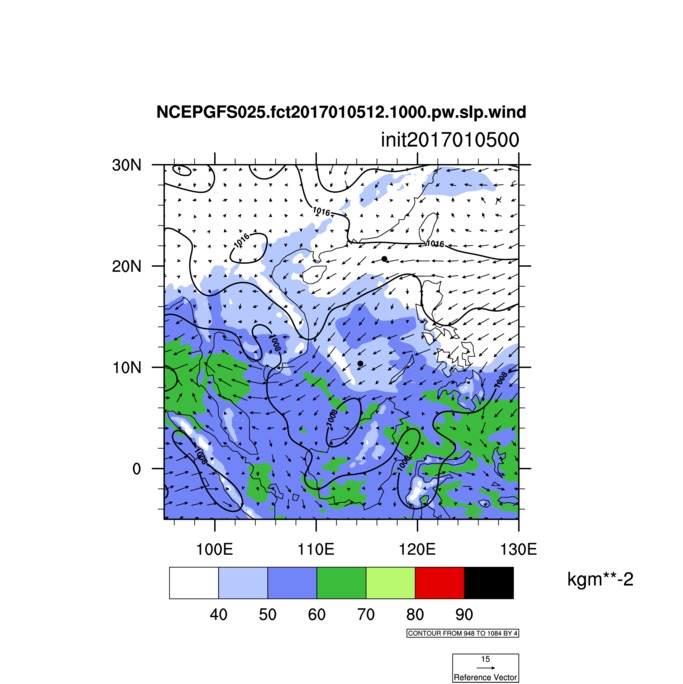 NCEPGFS025.fct2017010512.1000.pw.slp.wind
init2017010500
30N
20N
10N
0
100E 110E 120E 130E
1016
1016
1016
1008
1008
1008
1008
1008
40 50 60 70 80 90
kgm**-2
CONTOUR FROM 948 TO 1084 BY 4
15
Reference Vector